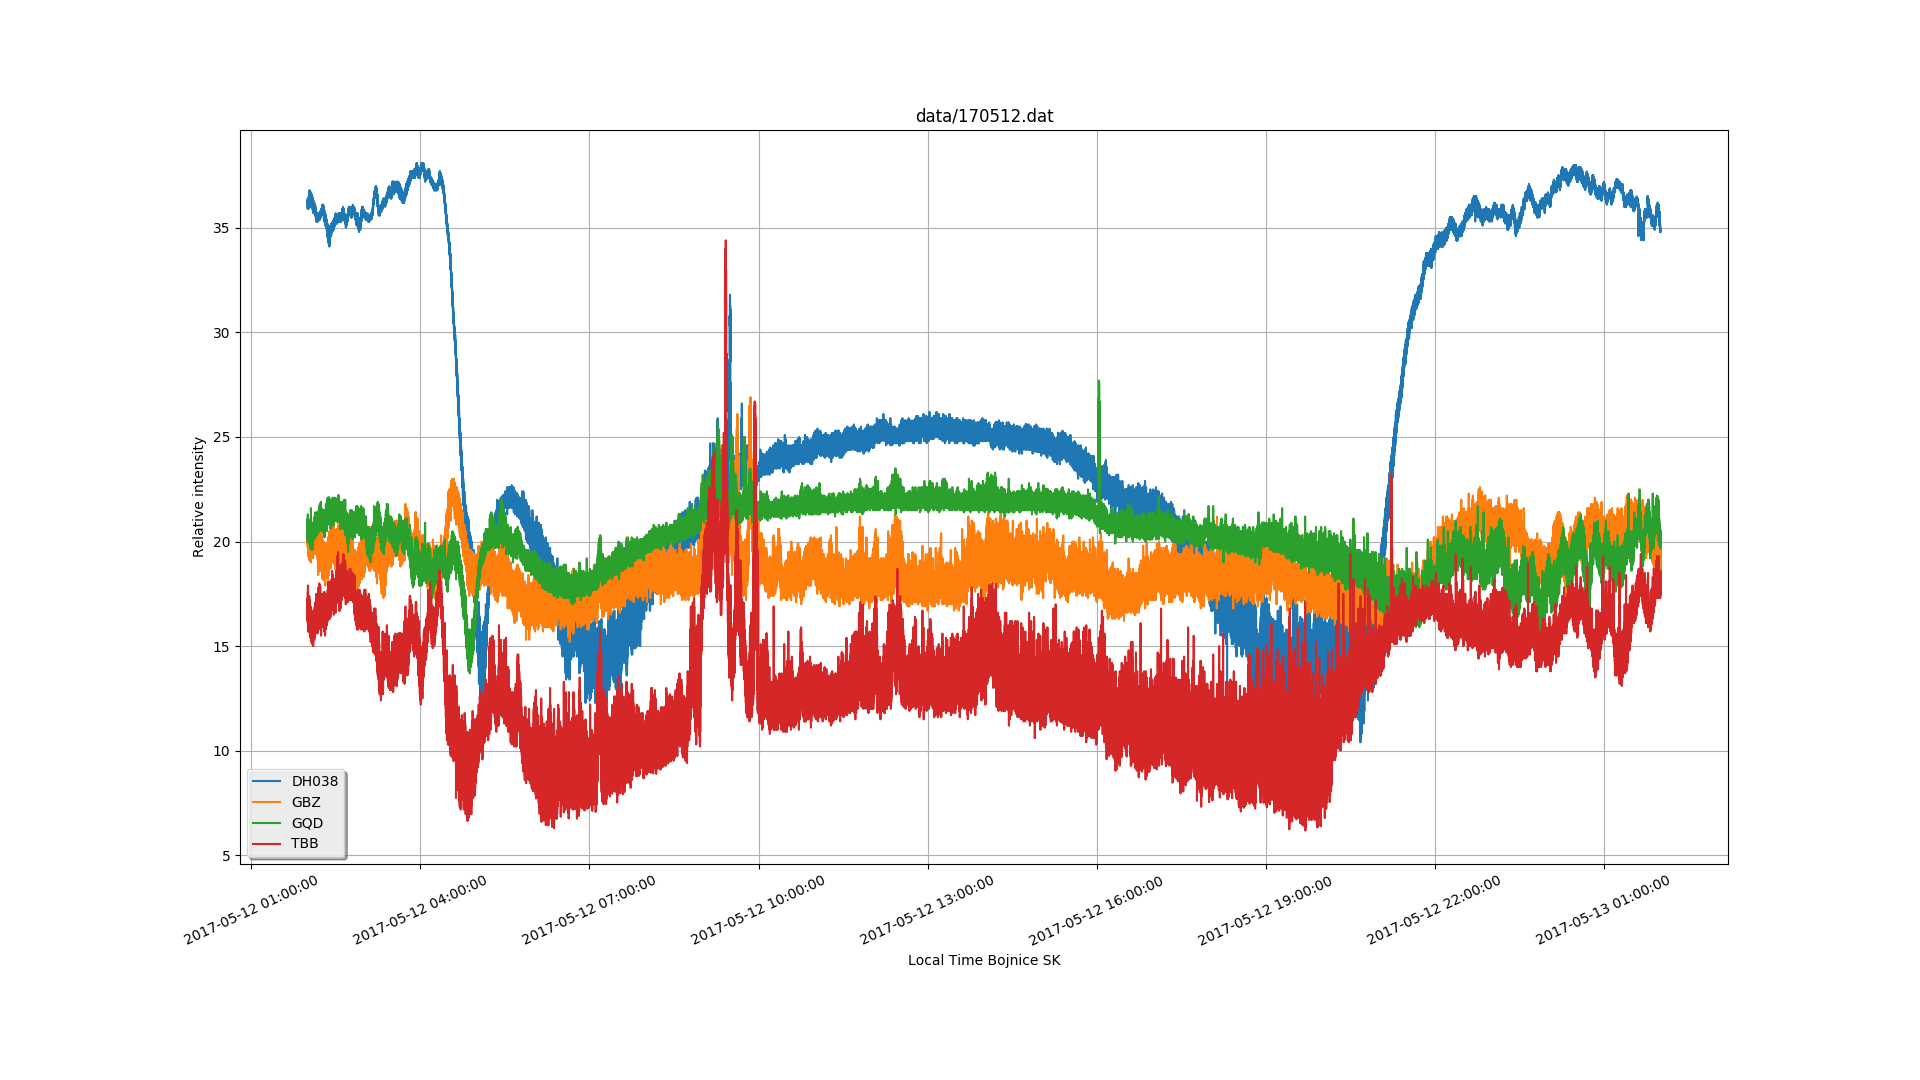 data/170512.dat
Relative intensity
35
30
25
20
15
10
5
DH038
GBZ
GQD
TBB
2017-05-12 01:00:00
2017-05-12 04:00:00
2017-05-12 07:00:00
2017-05-12 10:00:00
2017-05-12 13:00:00
2017-05-12 16:00:00
2017-05-12 19:00:00
2017-05-12 22:00:00
2017-05-13 01:00:00
Local Time Bojnice SK